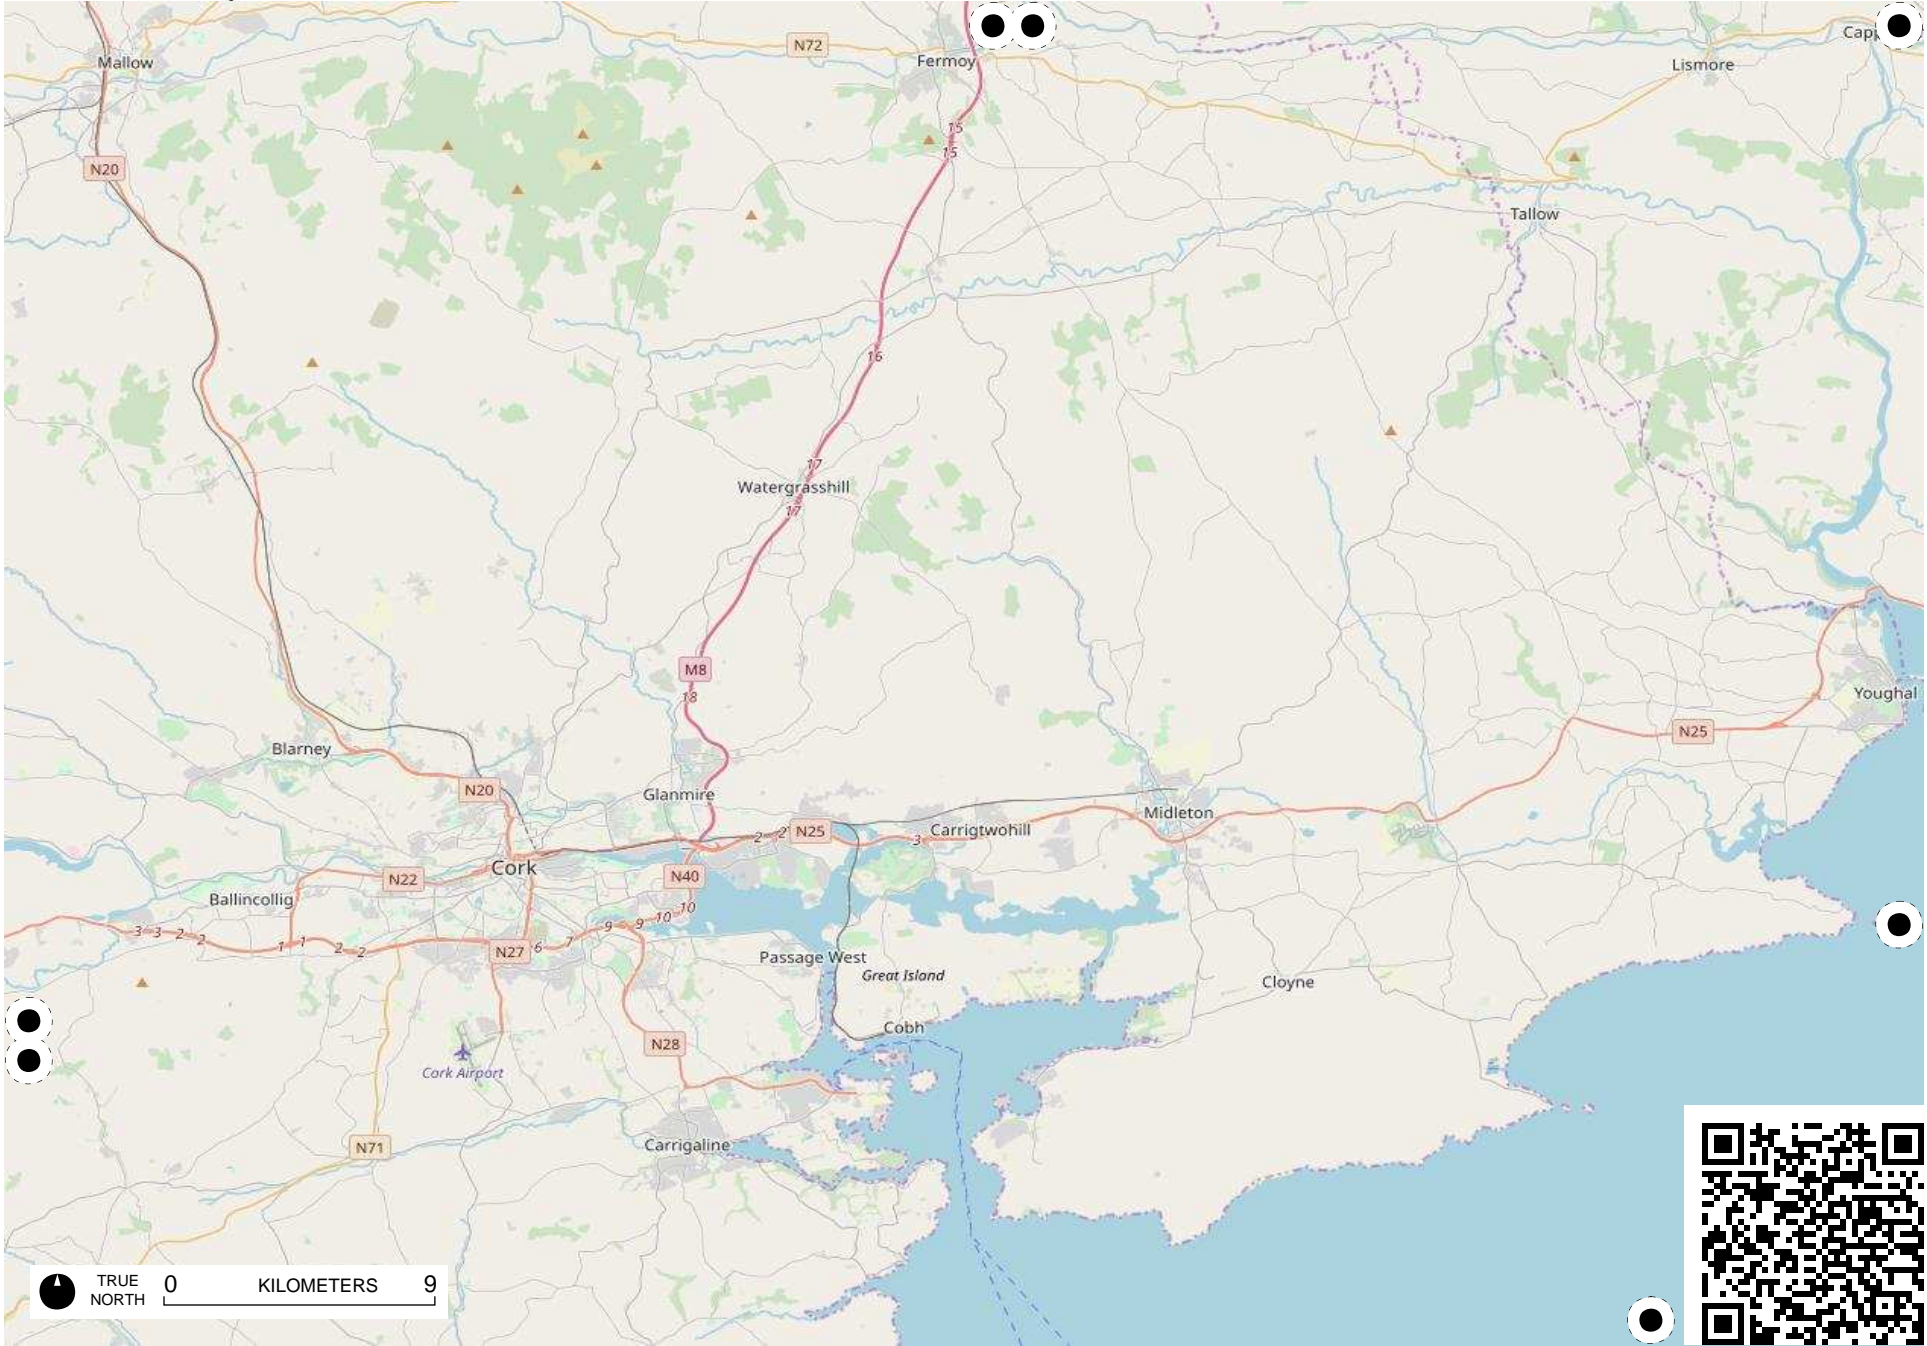 N72
Mallow
Fermoy
Lismore
15
15
N20
Tallow
16
17
Watergrasshill
17
M8
18
Youghal
N25
Blarney
N20
Glanmire
Midleton
2
2
N25
3
Carrigtwohill
Cork
N22
N40
Ballincollig
10
10
9
9
3
3
2
2
1
1
2
2
N27
6
7
Passage West
Great Island
Cloyne
Cobh
N28
Cork Airport
N71
Carrigaline
TRUE
NORTH
0
KILOMETERS
9